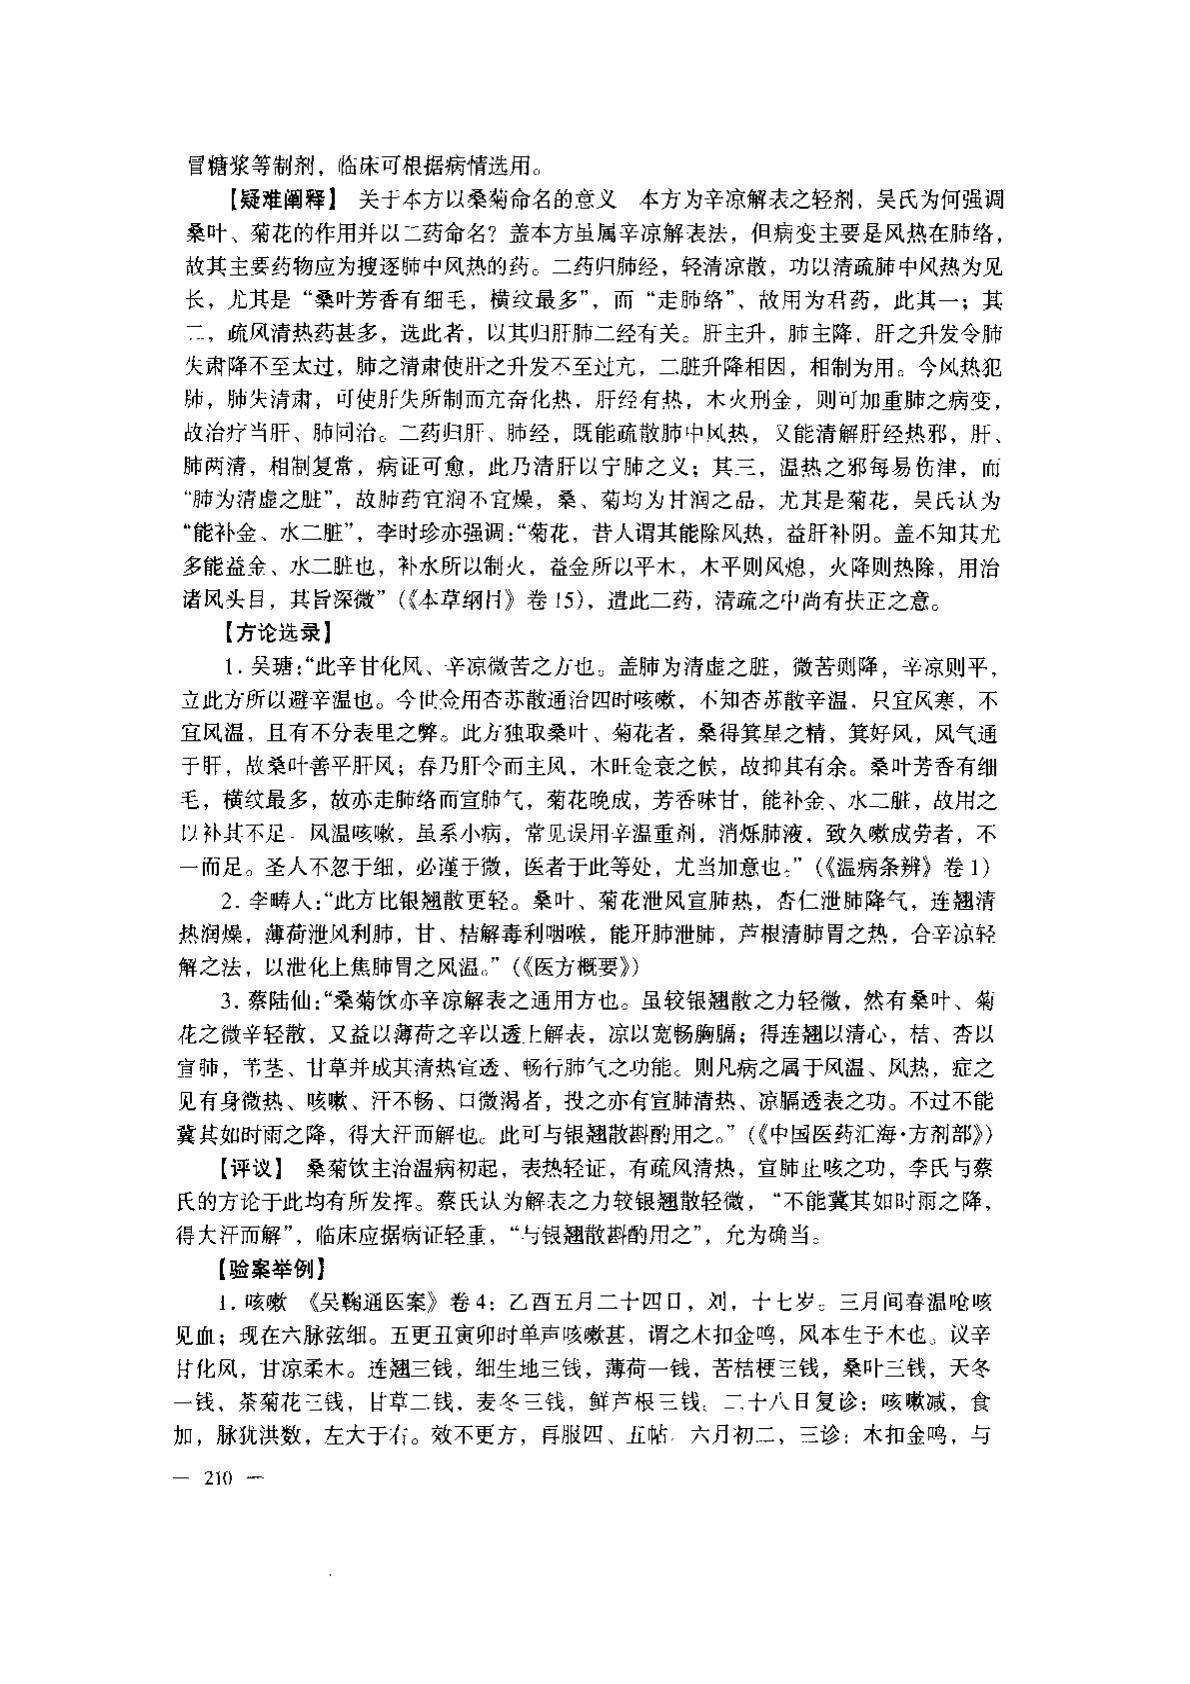 冒糖浆等制剂，临床可根据病情选用。
【疑难阐释】 关于本方以桑菊命名的意义 本方为辛凉解表之轻剂，吴氏为何强调
桑叶、菊花的作用并以二药命名？盖本方虽属辛凉解表法，但病变主要是风热在肺络，
故其主要药物应为搜逐肺中风热的药。二药归肺经，轻清凉散，功以清疏肺中风热为见
长，尤其是“桑叶芳香有细毛，横纹最多”，而“走肺络”、故用为君药，此其一；其
二，疏风清热药甚多，选此者，以其归肝肺二经有关。肝主升，肺主降，肝之升发令肺
失肃降不至太过，肺之清肃使肝之升发不至过亢，二脏升降相因，相制为用。今风热犯
肺，肺失清肃，可使肝失所制而亢奋化热，肝经有热，木火刑金，则可加重肺之病变，
故治疗当肝、肺同治。二药归肝、肺经，既能疏散肺中风热，又能清解肝经热邪，肝、
肺两清，相制复常，病证可愈，此乃清肝以宁肺之义；其三，温热之邪每易伤津，而
“肺为清虚之脏”，故肺药宜润不宜燥，桑、菊均为甘润之品，尤其是菊花，吴氏认为
“能补金、水二脏”，李时珍亦强调：“菊花，昔人谓其能除风热，益肝补阴。盖不知其尤
多能益金、水二脏也，补水所以制火，益金所以平木，木平则风熄，火降则热除，用治
诸风头目，其旨深微”（《本草纲目》卷15），遣此二药，清疏之中尚有扶正之意。
【方论选录】
1. 吴瑭：“此辛甘化风、辛凉微苦之方也。盖肺为清虚之脏，微苦则降，辛凉则平，
立此方所以避辛温也。今世佥用杏苏散通治四时咳嗽，不知杏苏散辛温，只宜风寒，不
宜风温，且有不分表里之弊。此方独取桑叶、菊花者，桑得箕星之精，箕好风，风气通
于肝，故桑叶善平肝风；春乃肝令而主风，木旺金衰之候，故抑其有余。桑叶芳香有细
毛，横纹最多，故亦走肺络而宣肺气，菊花晚成，芳香味甘，能补金、水二脏，故用之
以补其不足。风温咳嗽，虽系小病，常见误用辛温重剂，消烁肺液，致久嗽成劳者，不
一而足。圣人不忽于细，必谨于微，医者于此等处，尤当加意也。”（《温病条辨》卷1）
2. 李畴人：“此方比银翘散更轻。桑叶、菊花泄风宣肺热，杏仁泄肺降气，连翘清
热润燥，薄荷泄风利肺，甘、桔解毒利咽喉，能开肺泄肺，芦根清肺胃之热，合辛凉轻
解之法，以泄化上焦肺胃之风温。”（《医方概要》）
3. 蔡陆仙：“桑菊饮亦辛凉解表之通用方也。虽较银翘散之力轻微，然有桑叶、菊
花之微辛轻散，又益以薄荷之辛以透上解表，凉以宽畅胸膈；得连翘以清心，桔、杏以
宣肺，苇茎、甘草并成其清热宣透、畅行肺气之功能。则凡病之属于风温、风热，症之
见有身微热、咳嗽、汗不畅、口微渴者，投之亦有宣肺清热、凉膈透表之功。不过不能
冀其如时雨之降，得大汗而解也。此可与银翘散斟酌用之。”（《中国医药汇海·方剂部》）
【评议】 桑菊饮主治温病初起，表热轻证，有疏风清热，宣肺止咳之功，李氏与蔡
氏的方论于此均有所发挥。蔡氏认为解表之力较银翘散轻微，“不能冀其如时雨之降，
得大汗而解”，临床应据病证轻重，“与银翘散斟酌用之”，允为确当。
【验案举例】
1. 咳嗽 《吴鞠通医案》卷4：乙酉五月二十四日，刘，十七岁。三月间春温呛咳
见血；现在六脉弦细。五更丑寅卯时单声咳嗽甚，谓之木扣金鸣，风本生于木也。议辛
甘化风，甘凉柔木。连翘三钱，细生地三钱，薄荷一钱，苦桔梗三钱，桑叶三钱，天冬
一钱，茶菊花三钱，甘草二钱，麦冬三钱，鲜芦根三钱。二十八日复诊：咳嗽减，食
加，脉犹洪数，左大于右。效不更方，再服四、五帖。六月初二，三诊：木扣金鸣，与
— 210 —